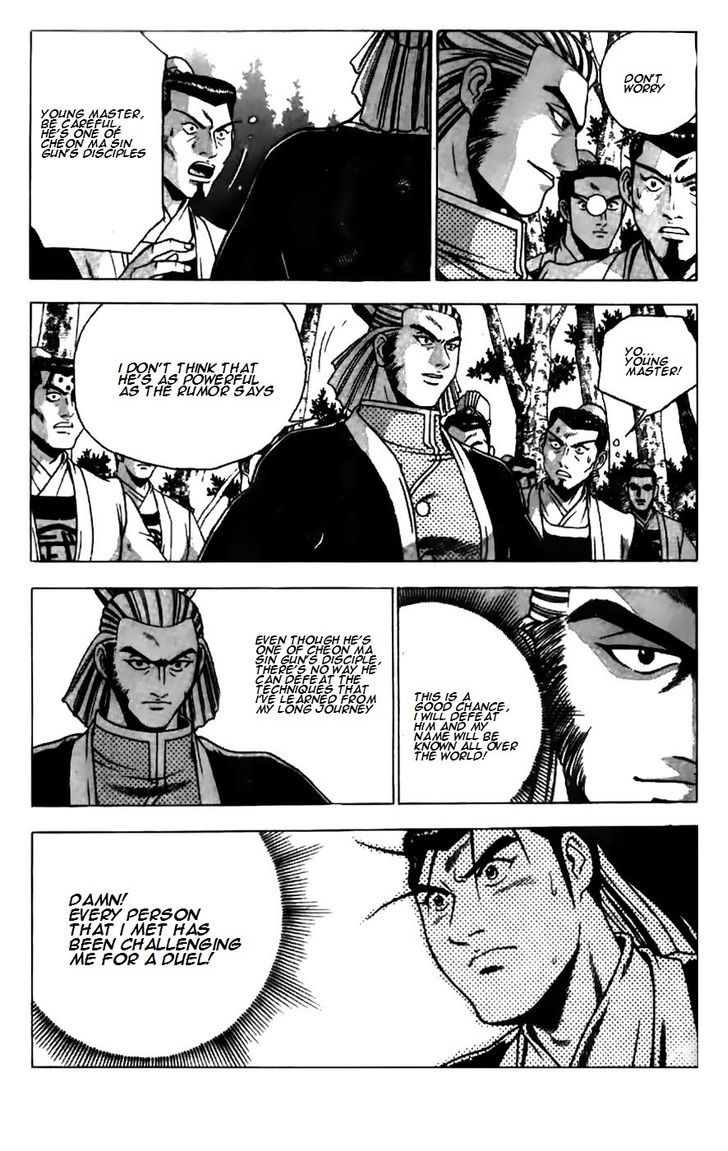 YOUNG MASTER,
BE CAREFUL
HE'S ONE OF
CHEON MA SIN
GUN'S DISCIPLES
DON'T
WORRY
I DON'T THINK THAT
HE'S AS POWERFUL
AS THE RUMOR SAYS
YO...
YOUNG
MASTER!
EVEN THOUGH HE'S
ONE OF CHEON MA
SIN GUN'S DISCIPLE,
THERE'S NO WAY HE
CAN DEFEAT THE
TECHNIQUES THAT
I'VE LEARNED FROM
MY LONG JOURNEY
THIS IS A
GOOD CHANCE,
I WILL DEFEAT
HIM AND MY
NAME WILL BE
KNOWN ALL OVER
THE WORLD!
DAMN!
EVERY PERSON
THAT I MET HAS
BEEN CHALLENGING
ME FOR A DUEL!